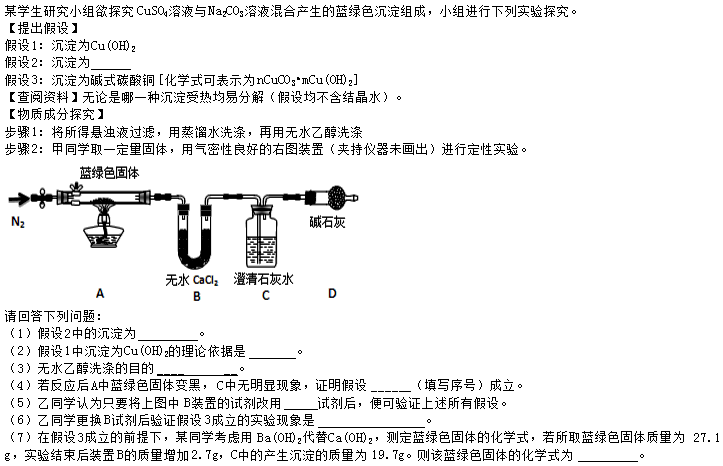 某学生研究小组欲探究CuSO₄溶液与Na₂CO₃溶液混合产生的蓝绿色沉淀组成，小组进行下列实验探究。
【提出假设】
假设1：沉淀为Cu(OH)₂
假设2：沉淀为______
假设3：沉淀为碱式碳酸铜[化学式可表示为nCuCO₃•mCu(OH)₂]
【查阅资料】无论是哪一种沉淀受热均易分解（假设均不含结晶水）。
【物质成分探究】
步骤1：将所得悬浊液过滤，用蒸馏水洗涤，再用无水乙醇洗涤
步骤2：甲同学取一定量固体，用气密性良好的右图装置（夹持仪器未画出）进行定性实验。
蓝绿色固体
N₂
碱石灰
无水 CaCl₂
澄清石灰水
A B C D
请回答下列问题：
（1）假设2中的沉淀为________。
（2）假设1中沉淀为Cu(OH)₂的理论依据是______。
（3）无水乙醇洗涤的目的____ ____。
（4）若反应后A中蓝绿色固体变黑，C中无明显现象，证明假设______（填写序号）成立。
（5）乙同学认为只要将上图中B装置的试剂改用_____试剂后，便可验证上述所有假设。
（6）乙同学更换B试剂后验证假设3成立的实验现象是______________。
（7）在假设3成立的前提下，某同学考虑用Ba(OH)₂代替Ca(OH)₂，测定蓝绿色固体的化学式，若所取蓝绿色固体质量为 27.1
g，实验结束后装置B的质量增加2.7g，C中的产生沉淀的质量为19.7g。则该蓝绿色固体的化学式为________。